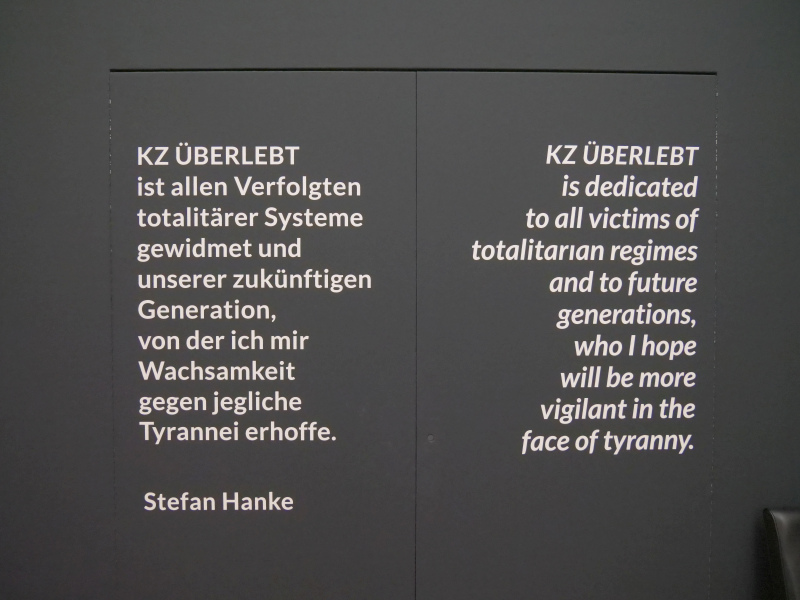 KZ ÜBERLEBT
ist allen Verfolgten
totalitärer Systeme
gewidmet und
unserer zukünftigen
Generation,
von der ich mir
Wachsamkeit
gegen jegliche
Tyrannei erhoffe.
Stefan Hanke
KZ ÜBERLEBT
is dedicated
to all victims of
totalitarian regimes
and to future
generations,
who I hope
will be more
vigilant in the
face of tyranny.